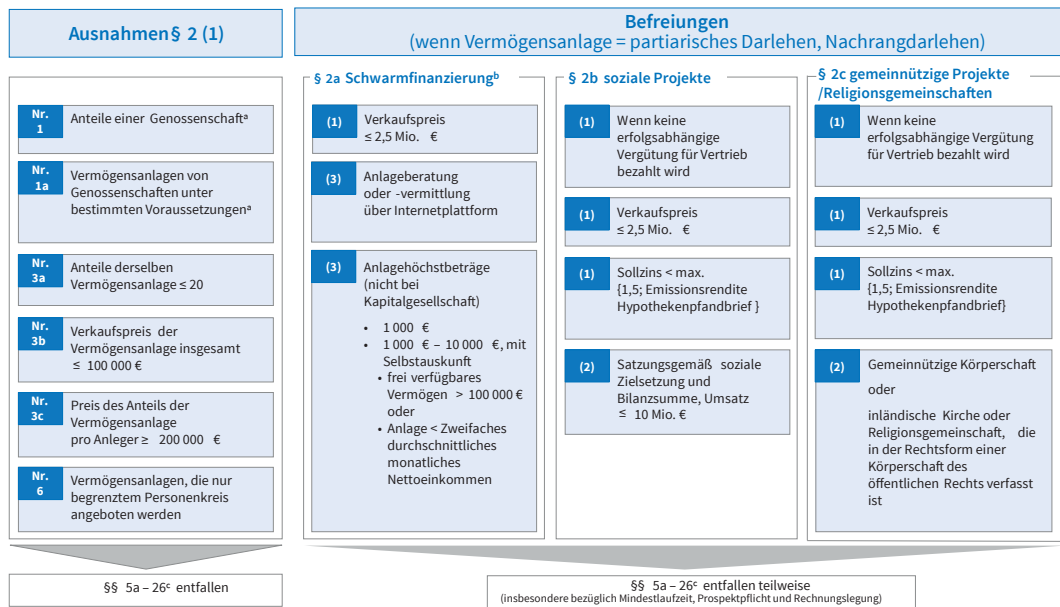 Ausnahmen § 2 (1)
Befreiungen
(wenn Vermögensanlage = partiarisches Darlehen, Nachrangdarlehen)
Nr.
1
Anteile einer Genossenschaftᵃ
Nr.
1a
Vermögensanlagen von
Genossenschaften unter
bestimmten Voraussetzungenᵃ
Nr.
3a
Anteile derselben
Vermögensanlage ≤ 20
Nr.
3b
Verkaufspreis der
Vermögensanlage insgesamt
≤ 100 000 €
Nr.
3c
Preis des Anteils der
Vermögensanlage
pro Anleger ≥ 200 000 €
Nr.
6
Vermögensanlagen, die nur
begrenztem Personenkreis
angeboten werden
§§ 5a – 26ᶜ entfallen
§ 2a Schwarmfinanzierungᵇ
(1)
Verkaufspreis
≤ 2,5 Mio. €
(3)
Anlageberatung
oder -vermittlung
über Internetplattform
(3)
Anlagehöchstbeträge
(nicht bei
Kapitalgesellschaft)
• 1 000 €
• 1 000 € – 10 000 €, mit
Selbstauskunft
• frei verfügbares
Vermögen > 100 000 €
oder
• Anlage < Zweifaches
durchschnittliches
monatliches
Nettoeinkommen
§ 2b soziale Projekte
(1)
Wenn keine
erfolgsabhängige
Vergütung für Vertrieb
bezahlt wird
(1)
Verkaufspreis
≤ 2,5 Mio. €
(1)
Sollzins < max.
{1,5; Emissionsrendite
Hypothekenpfandbrief }
(2)
Satzungsgemäß soziale
Zielsetzung und
Bilanzsumme, Umsatz
≤ 10 Mio. €
§ 2c gemeinnützige Projekte
/Religionsgemeinschaften
(1)
Wenn keine
erfolgsabhängige Vergütung
für Vertrieb bezahlt wird
(1)
Verkaufspreis
≤ 2,5 Mio. €
(1)
Sollzins < max.
{1,5; Emissionsrendite
Hypothekenpfandbrief}
(2)
Gemeinnützige Körperschaft
oder
inländische Kirche oder
Religionsgemeinschaft, die
in der Rechtsform einer
Körperschaft des
öffentlichen Rechts verfasst
ist
§§ 5a – 26ᶜ entfallen teilweise
(insbesondere bezüglich Mindestlaufzeit, Prospektpflicht und Rechnungslegung)